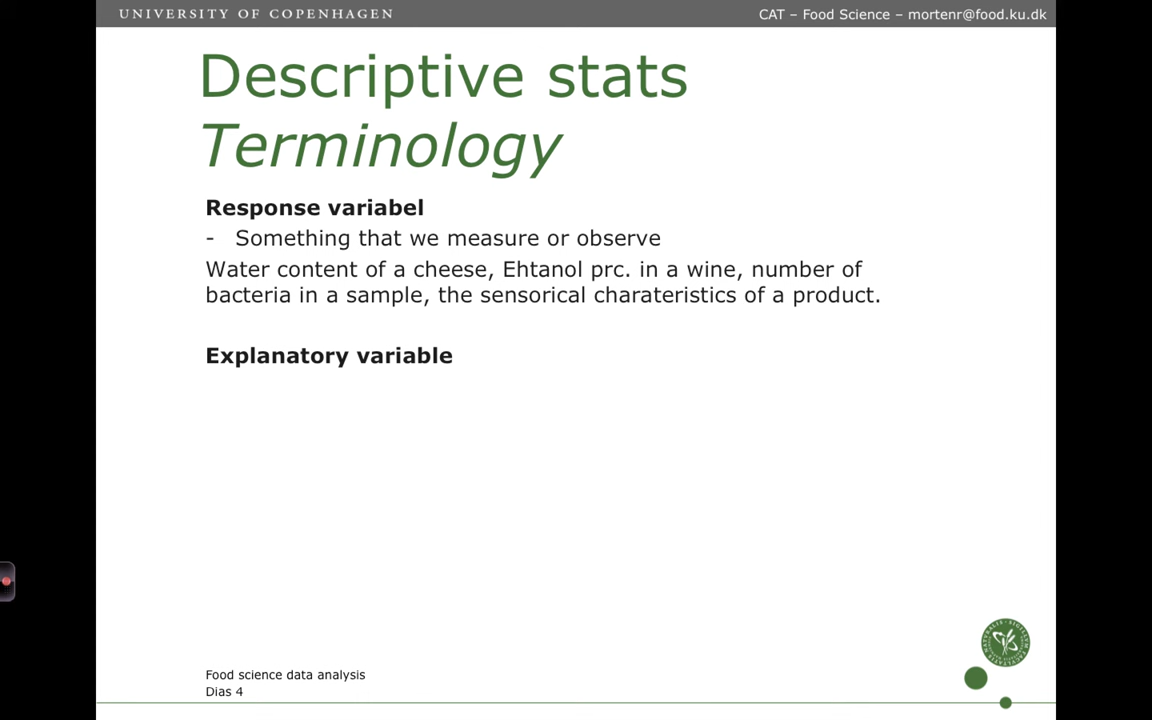 UNIVERSITY OF COPENHAGEN
CAT – Food Science – mortenr@food.ku.dk
Descriptive stats
Terminology
Response variabel
- Something that we measure or observe
Water content of a cheese, Ehtanol prc. in a wine, number of
bacteria in a sample, the sensorical charateristics of a product.
Explanatory variable
Food science data analysis
Dias 4